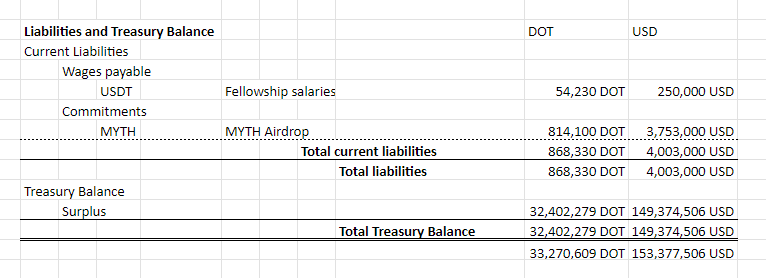 Liabilities and Treasury Balance DOT USD
Current Liabilities
Wages payable
USDT Fellowship salaries 54,230 DOT 250,000 USD
Commitments
MYTH MYTH Airdrop 814,100 DOT 3,753,000 USD
Total current liabilities 868,330 DOT 4,003,000 USD
Total liabilities 868,330 DOT 4,003,000 USD
Treasury Balance
Surplus 32,402,279 DOT 149,374,506 USD
Total Treasury Balance 32,402,279 DOT 149,374,506 USD
33,270,609 DOT 153,377,506 USD